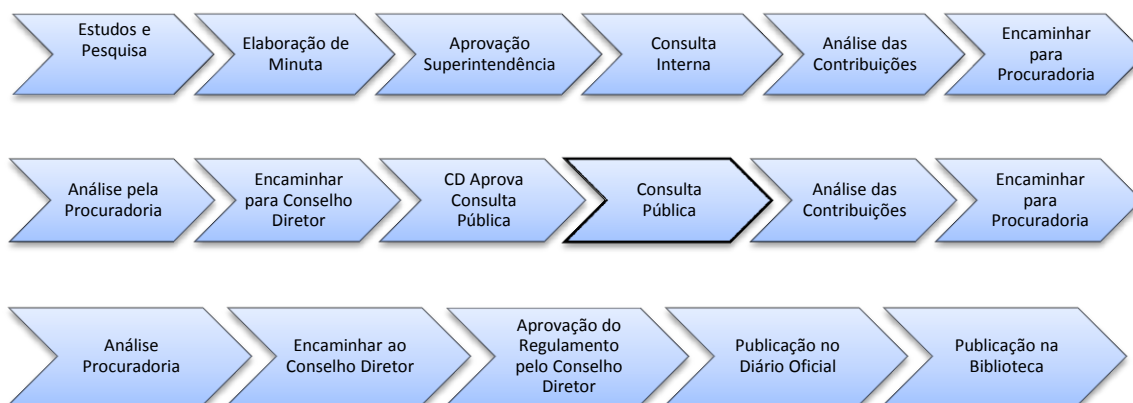 Estudos e
Pesquisa
Elaboração de
Minuta
Aprovação
Superintendência
Consulta
Interna
Análise das
Contribuições
Encaminhar
para
Procuradoria
Análise pela
Procuradoria
Encaminhar
para Conselho
Diretor
CD Aprova
Consulta
Pública
Consulta
Pública
Análise das
Contribuições
Encaminhar
para
Procuradoria
Análise
Procuradoria
Encaminhar ao
Conselho Diretor
Aprovação do
Regulamento
pelo Conselho
Diretor
Publicação no
Diário Oficial
Publicação na
Biblioteca